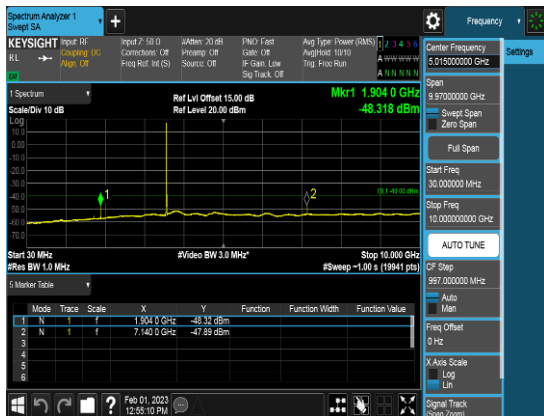 Spectrum Analyzer 1
Swept SA
Frequency
KEYSIGHT
RL
Input: RF
Coupling: DC
Align: Off
Input Z: 50 Ω
Corrections: Off
Freq Ref: Int (S)
#Atten: 20 dB
Preamp: Off
Source: Off
PNO: Fast
Gate: Off
IF Gain: Low
Sig Track: Off
Avg Type: Power (RMS)
Avg|Hold: 10/10
Trig: Free Run
1 2 3 4 5 6
A W W W W W
A N N N N N
1 Spectrum
Scale/Div 10 dB
Log
Ref Lvl Offset 15.00 dB
Ref Level 20.00 dBm
Mkr1 1.904 0 GHz
-48.318 dBm
10.0
0.00
-10.0
-20.0
-30.0
-40.0
-50.0
-60.0
-70.0
1
2
DL1 -40.00 dBm
Start 30 MHz
#Video BW 3.0 MHz*
Stop 10.000 GHz
#Res BW 1.0 MHz
#Sweep ~1.00 s (19941 pts)
5 Marker Table
Mode Trace Scale X Y Function Function Width Function Value
1 N 1 f 1.904 0 GHz -48.32 dBm
2 N 1 f 7.140 0 GHz -47.89 dBm
3
4
5
6
Feb 01, 2023
12:55:10 PM
Center Frequency
5.015000000 GHz
Settings
Span
9.97000000 GHz
Swept Span
Zero Span
Full Span
Start Freq
30.000000 MHz
Stop Freq
10.000000000 GHz
AUTO TUNE
CF Step
997.000000 MHz
Auto
Man
Freq Offset
0 Hz
X Axis Scale
Log
Lin
Signal Track
(Span Zoom)